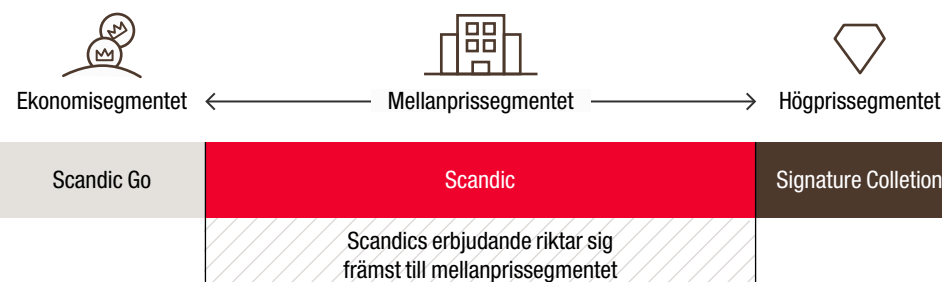 Ekonomisegmentet
Mellanprissegmentet
Högprissegmentet
Scandic Go
Scandic
Signature Colletion
Scandics erbjudande riktar sig
främst till mellanprissegmentet